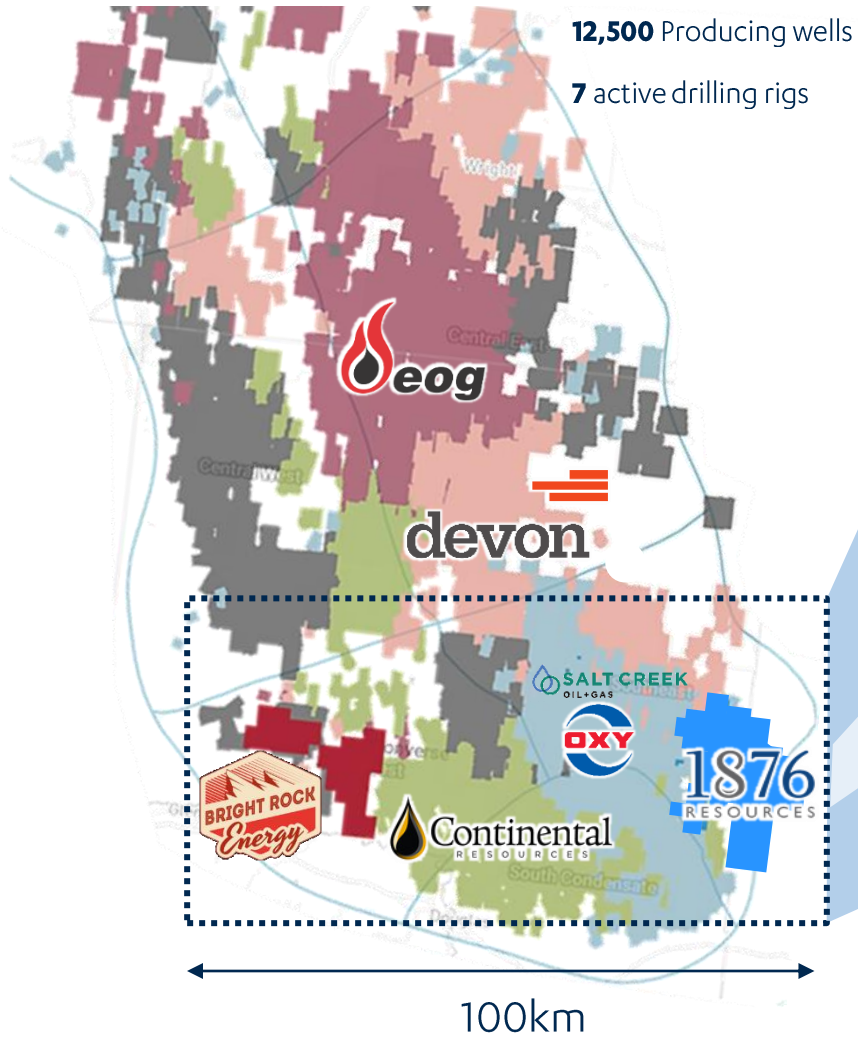 12,500 Producing wells
7 active drilling rigs
Wright
Central East
eog
Central West
devon
SALT CREEK
OIL+GAS
Southeast
OXY
1876
RESOURCES
BRIGHT ROCK
Energy
Continental
RESOURCES
South Condensate
100km